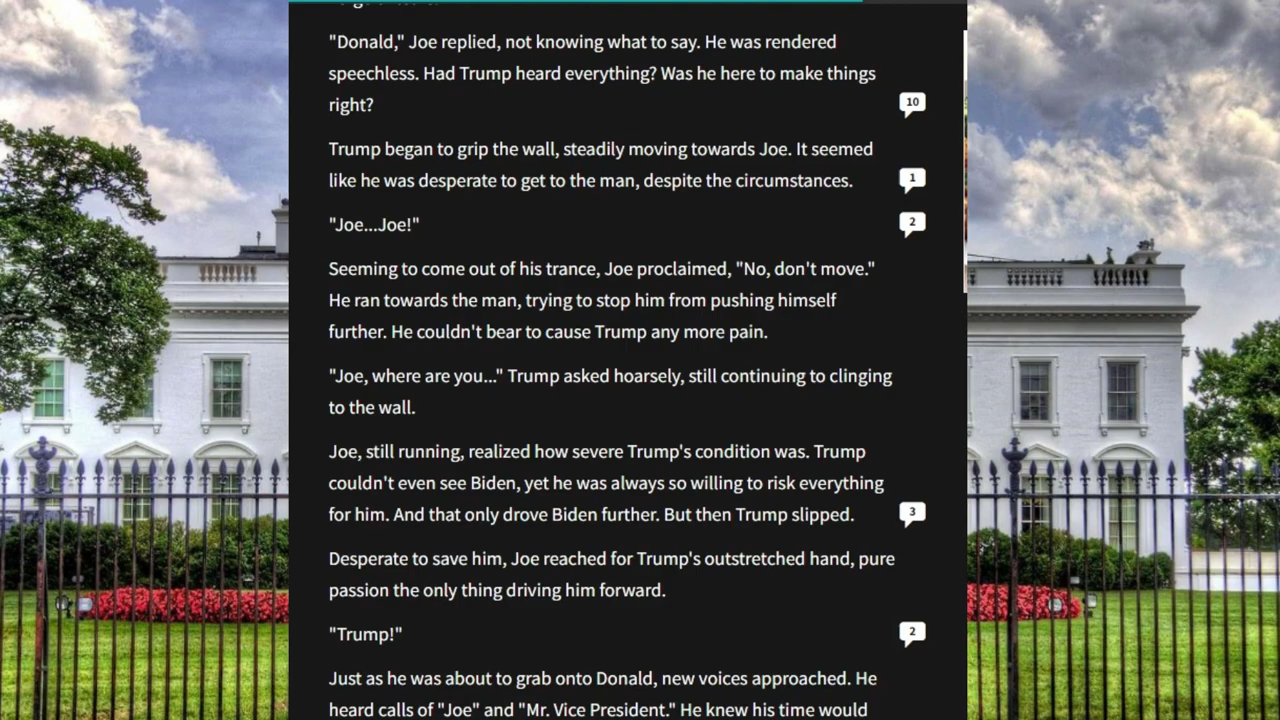 "Donald," Joe replied, not knowing what to say. He was rendered
speechless. Had Trump heard everything? Was he here to make things
right?
10
Trump began to grip the wall, steadily moving towards Joe. It seemed
like he was desperate to get to the man, despite the circumstances.
1
"Joe...Joe!"
2
Seeming to come out of his trance, Joe proclaimed, "No, don't move."
He ran towards the man, trying to stop him from pushing himself
further. He couldn't bear to cause Trump any more pain.
"Joe, where are you..." Trump asked hoarsely, still continuing to clinging
to the wall.
Joe, still running, realized how severe Trump's condition was. Trump
couldn't even see Biden, yet he was always so willing to risk everything
for him. And that only drove Biden further. But then Trump slipped.
3
Desperate to save him, Joe reached for Trump's outstretched hand, pure
passion the only thing driving him forward.
"Trump!"
2
Just as he was about to grab onto Donald, new voices approached. He
heard calls of "Joe" and "Mr. Vice President." He knew his time would